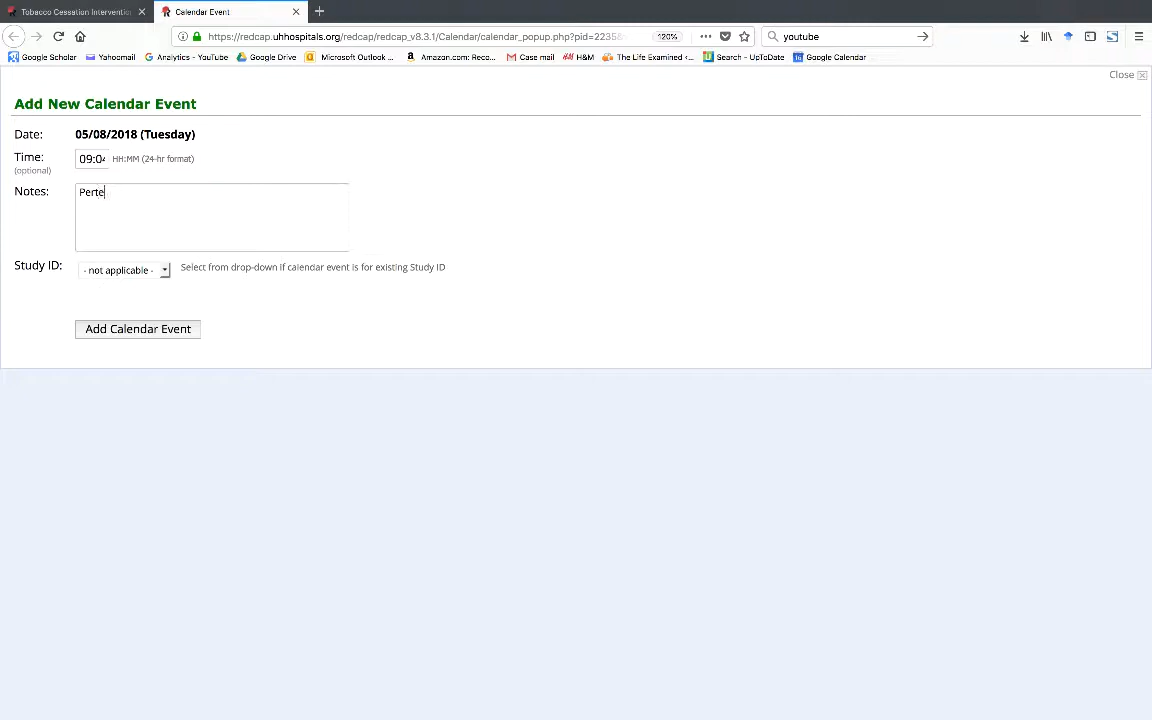 Tobacco Cessation Interventio
Calendar Event
https://redcap.uhhospitals.org/redcap/redcap_v8.3.1/Calendar/calendar_popup.php?pid=2235&
120%
youtube
Google Scholar
Yahoomail
Analytics - YouTube
Google Drive
Microsoft Outlook ...
Amazon.com: Reco...
Case mail
H&M
The Life Examined <...
Search - UpToDate
Google Calendar
Close
Add New Calendar Event
Date: 05/08/2018 (Tuesday)
Time: 09:04 HH:MM (24-hr format)
(optional)
Notes: Perte
Study ID: - not applicable - Select from drop-down if calendar event is for existing Study ID
Add Calendar Event